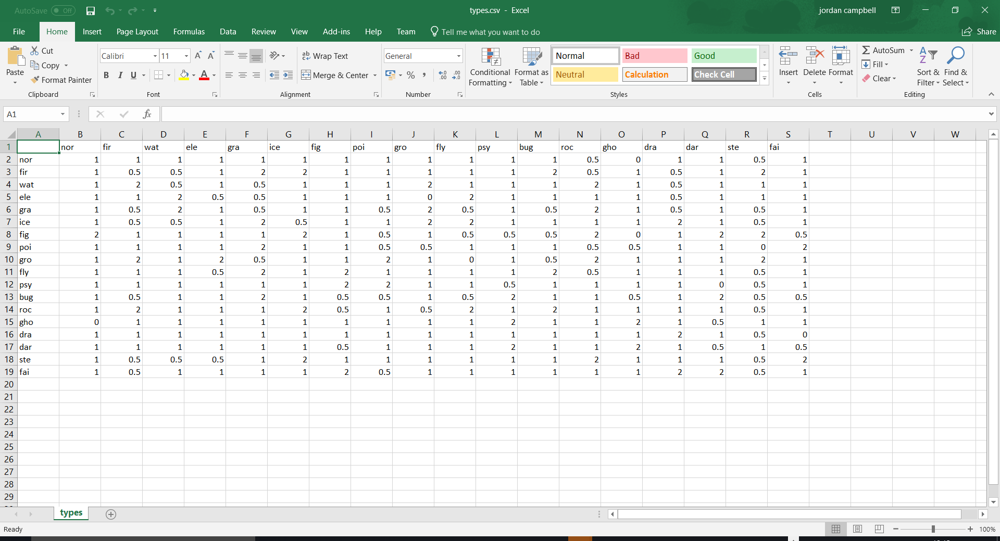 AutoSave Off types.csv - Excel jordan campbell
File Home Insert Page Layout Formulas Data Review View Add-ins Help Team Tell me what you want to do Share
Paste Cut Copy Format Painter
Calibri 11 A A
B I U A
ab Wrap Text
Merge & Center
General
% ,
Conditional Formatting
Format as Table
Normal Bad Good
Neutral Calculation Check Cell
Insert Delete Format
AutoSum
Fill
Clear
Sort & Filter
Find & Select
Clipboard Font Alignment Number Styles Cells Editing
A1 fx
A B C D E F G H I J K L M N O P Q R S T U V W
1 nor fir wat ele gra ice fig poi gro fly psy bug roc gho dra dar ste fai
2 nor 1 1 1 1 1 1 1 1 1 1 1 1 0.5 0 1 1 0.5 1
3 fir 1 0.5 0.5 1 2 2 1 1 1 1 1 2 0.5 1 0.5 1 2 1
4 wat 1 2 0.5 1 0.5 1 1 1 2 1 1 1 2 1 0.5 1 1 1
5 ele 1 1 2 0.5 0.5 1 1 1 0 2 1 1 1 1 0.5 1 1 1
6 gra 1 0.5 2 1 0.5 1 1 0.5 2 0.5 1 0.5 2 1 0.5 1 0.5 1
7 ice 1 0.5 0.5 1 2 0.5 1 1 2 2 1 1 1 1 2 1 0.5 1
8 fig 2 1 1 1 1 2 1 0.5 1 0.5 0.5 0.5 2 0 1 2 2 0.5
9 poi 1 1 1 1 2 1 1 0.5 0.5 1 1 1 0.5 0.5 1 1 0 2
10 gro 1 2 1 2 0.5 1 1 2 1 0 1 0.5 2 1 1 1 2 1
11 fly 1 1 1 0.5 2 1 2 1 1 1 1 2 0.5 1 1 1 0.5 1
12 psy 1 1 1 1 1 1 2 2 1 1 0.5 1 1 1 1 0 0.5 1
13 bug 1 0.5 1 1 2 1 0.5 0.5 1 0.5 2 1 1 0.5 1 2 0.5 0.5
14 roc 1 2 1 1 1 2 0.5 1 0.5 2 1 2 1 1 1 1 0.5 1
15 gho 0 1 1 1 1 1 1 1 1 1 2 1 1 2 1 0.5 1 1
16 dra 1 1 1 1 1 1 1 1 1 1 1 1 1 1 2 1 0.5 0
17 dar 1 1 1 1 1 1 0.5 1 1 1 2 1 1 2 1 0.5 1 0.5
18 ste 1 0.5 0.5 0.5 1 2 1 1 1 1 1 1 2 1 1 1 0.5 2
19 fai 1 0.5 1 1 1 1 2 0.5 1 1 1 1 1 1 2 2 0.5 1
20
21
22
23
24
25
26
27
28
29
types
Ready 100%